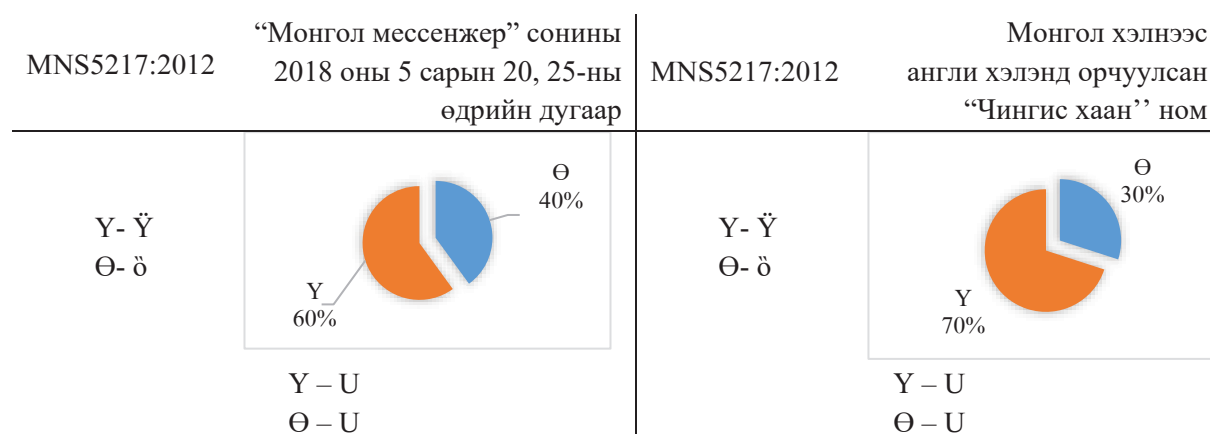 MNS5217:2012
“Монгол мессенжер” сонины
2018 оны 5 сарын 20, 25-ны
өдрийн дугаар
MNS5217:2012
Монгол хэлнээс
англи хэлэнд орчуулсан
“Чингис хаан’’ ном
Ү- Ϋ
Ө- ȍ
Ө
40%
Ү
60%
Ү – U
Ө – U
Ү- Ϋ
Ө- ȍ
Ө
30%
Ү
70%
Ү – U
Ө – U